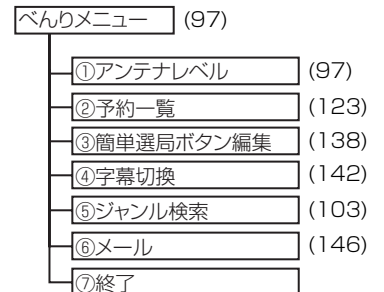 べんりメニュー (97)
①アンテナレベル (97)
②予約一覧 (123)
③簡単選局ボタン編集 (138)
④字幕切換 (142)
⑤ジャンル検索 (103)
⑥メール (146)
⑦終了